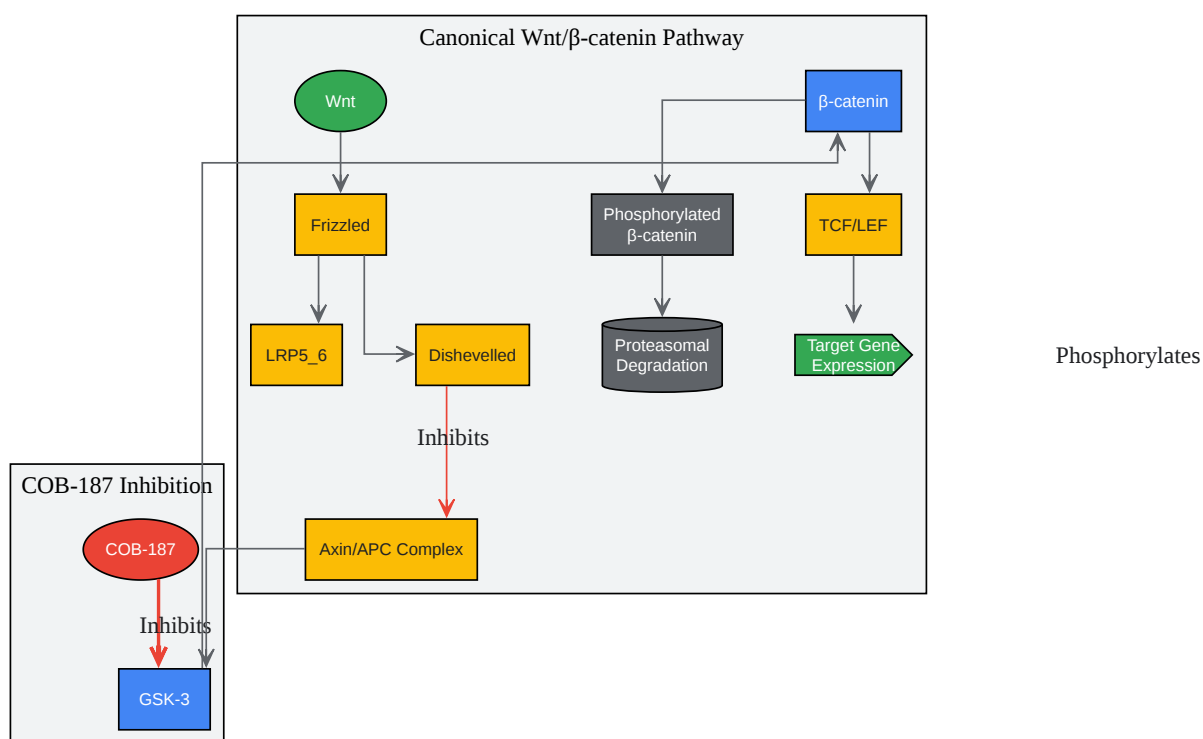 Canonical Wnt/β-catenin Pathway
Wnt
β-catenin
Frizzled
Phosphorylated
β-catenin
TCF/LEF
LRP5_6
Dishevelled
Proteasomal
Degradation
Target Gene
Expression
Phosphorylates
Inhibits
COB-187 Inhibition
COB-187
Axin/APC Complex
Inhibits
GSK-3